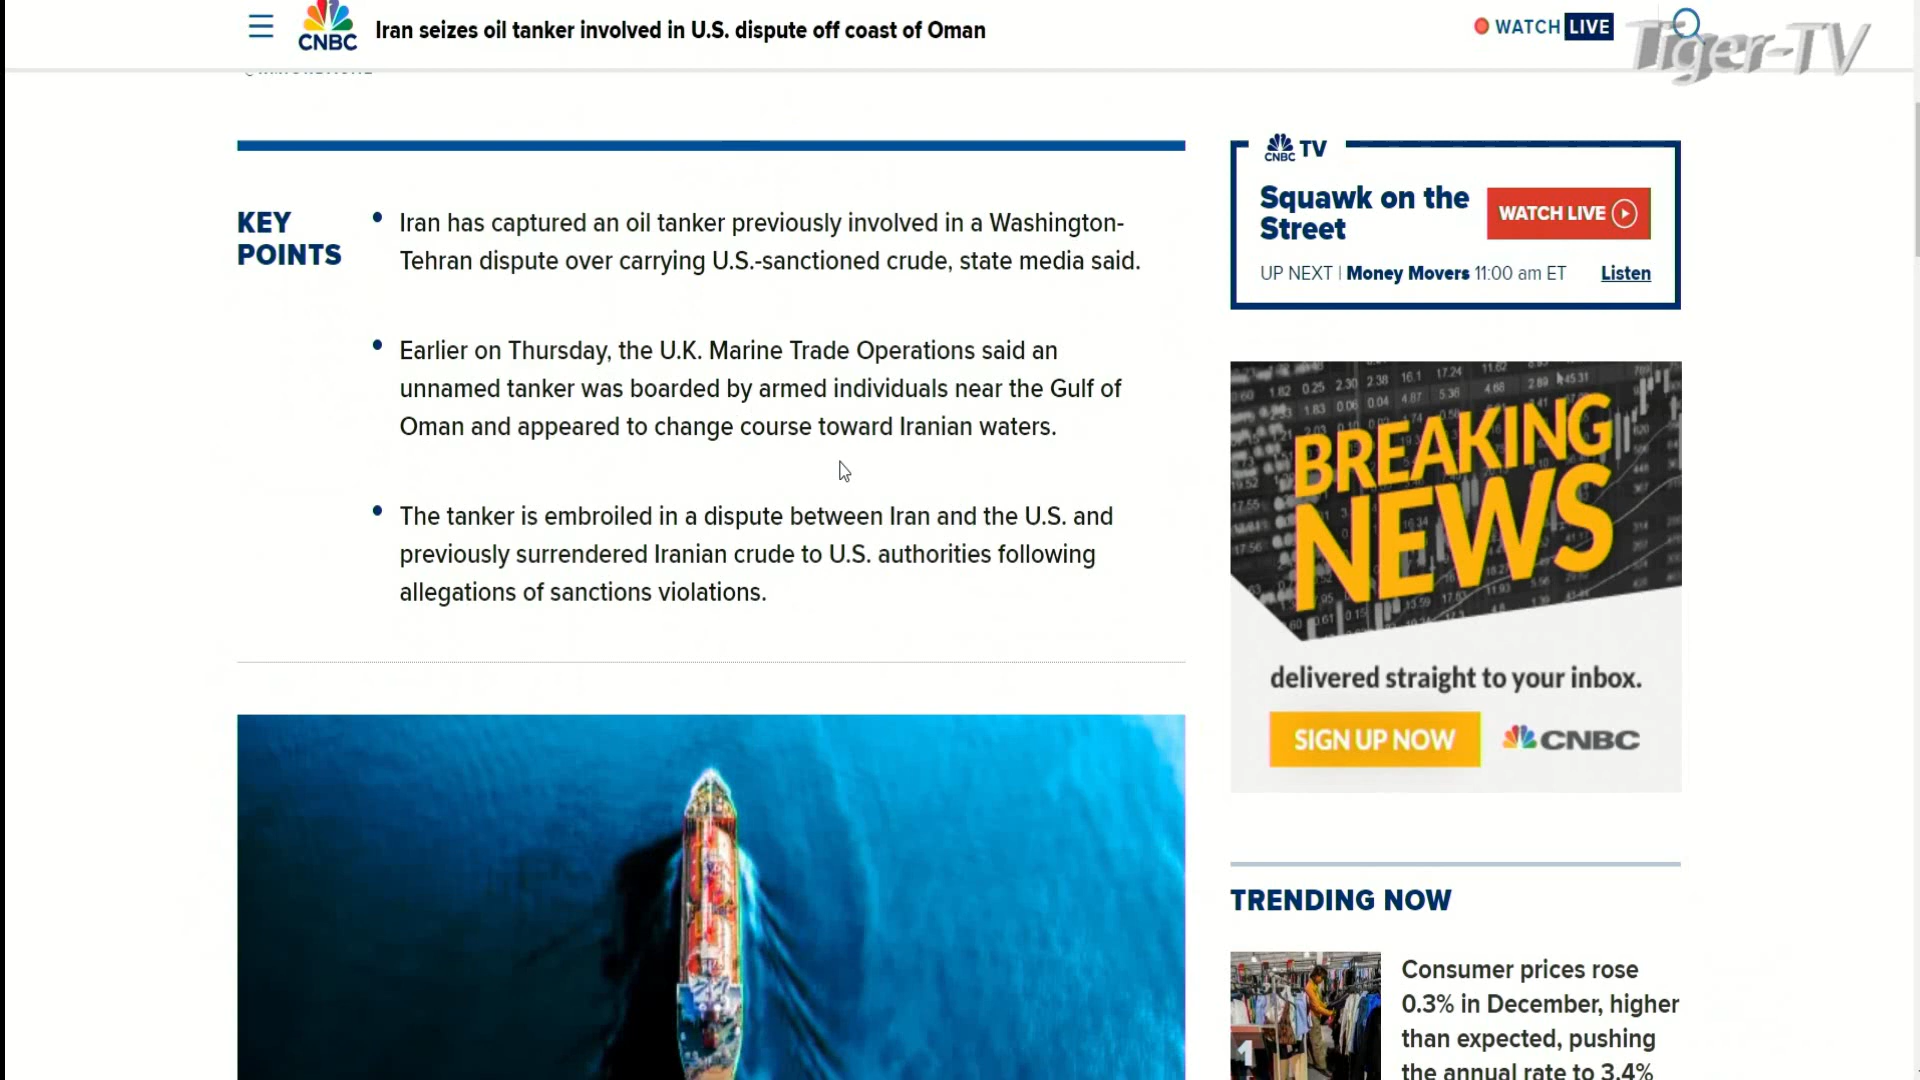 CNBC
Iran seizes oil tanker involved in U.S. dispute off coast of Oman
WATCH LIVE
Tiger-TV
KEY
POINTS
• Iran has captured an oil tanker previously involved in a Washington-
Tehran dispute over carrying U.S.-sanctioned crude, state media said.
• Earlier on Thursday, the U.K. Marine Trade Operations said an
unnamed tanker was boarded by armed individuals near the Gulf of
Oman and appeared to change course toward Iranian waters.
• The tanker is embroiled in a dispute between Iran and the U.S. and
previously surrendered Iranian crude to U.S. authorities following
allegations of sanctions violations.
CNBC TV
Squawk on the
Street
WATCH LIVE
UP NEXT | Money Movers 11:00 am ET
Listen
BREAKING
NEWS
delivered straight to your inbox.
SIGN UP NOW
CNBC
TRENDING NOW
1
Consumer prices rose
0.3% in December, higher
than expected, pushing
the annual rate to 3.4%